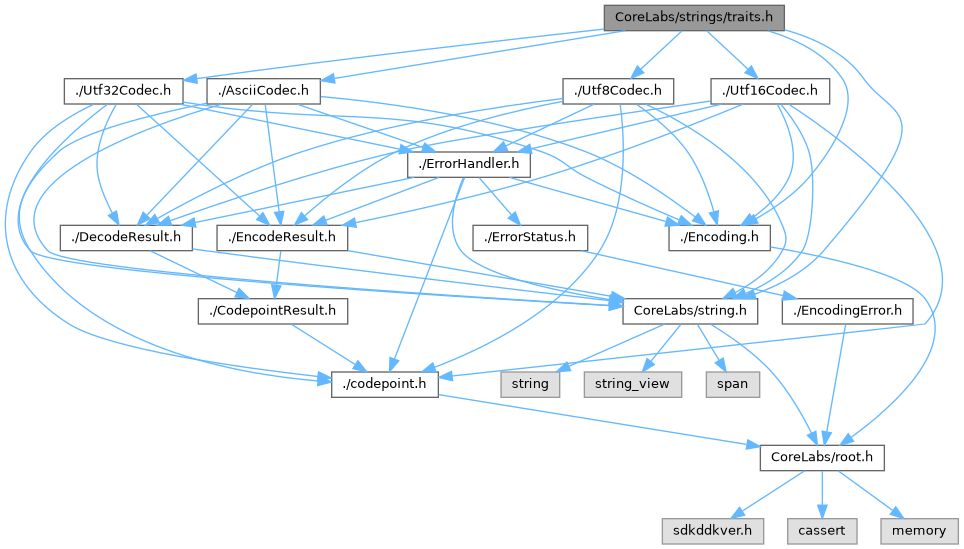 CoreLabs/strings/traits.h
./Utf32Codec.h
./AsciiCodec.h
./Utf8Codec.h
./Utf16Codec.h
./ErrorHandler.h
./DecodeResult.h
./EncodeResult.h
./ErrorStatus.h
./Encoding.h
./CodepointResult.h
CoreLabs/string.h
./EncodingError.h
./codepoint.h
string
string_view
span
CoreLabs/root.h
sdkddkver.h
cassert
memory